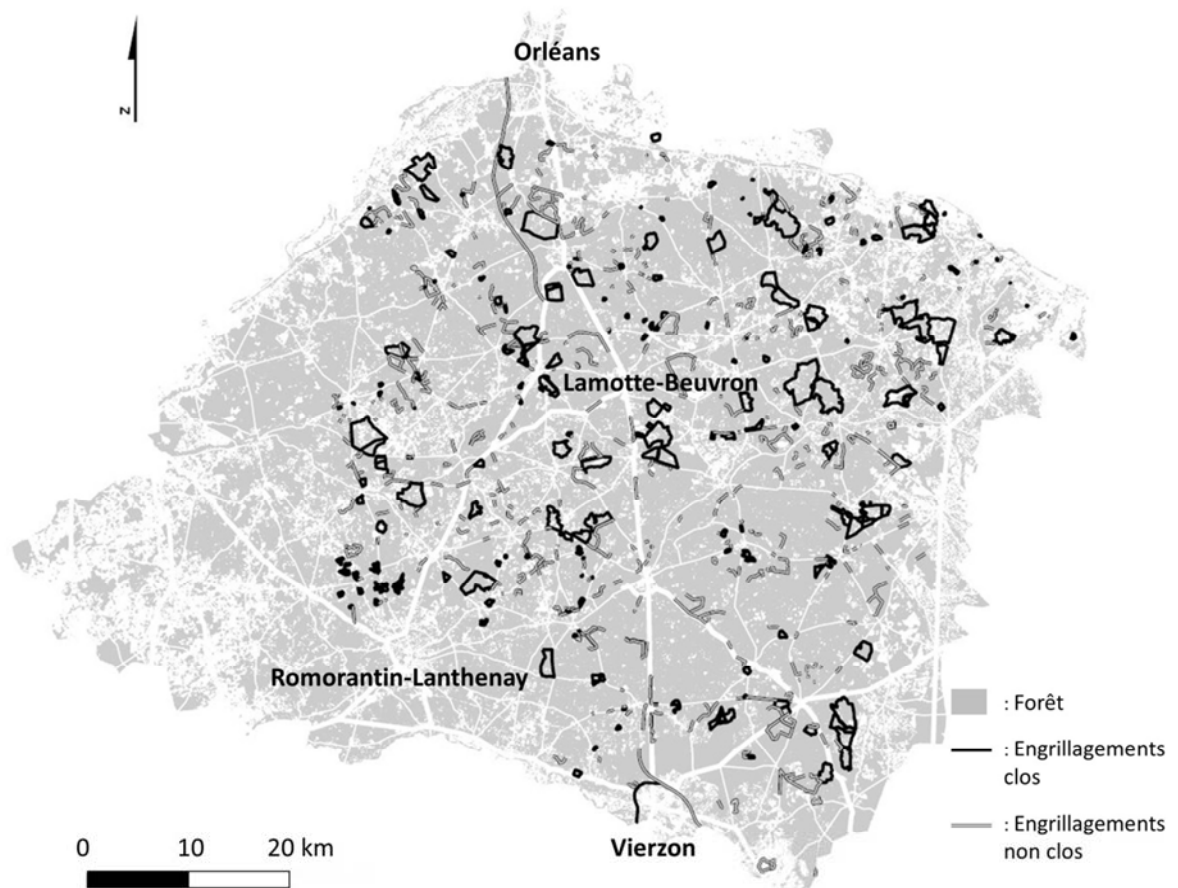 Orléans
N
Lamotte-Beuvron
Romorantin-Lanthenay
: Forêt
: Engrillagements
clos
: Engrillagements
non clos
0 10 20 km
Vierzon